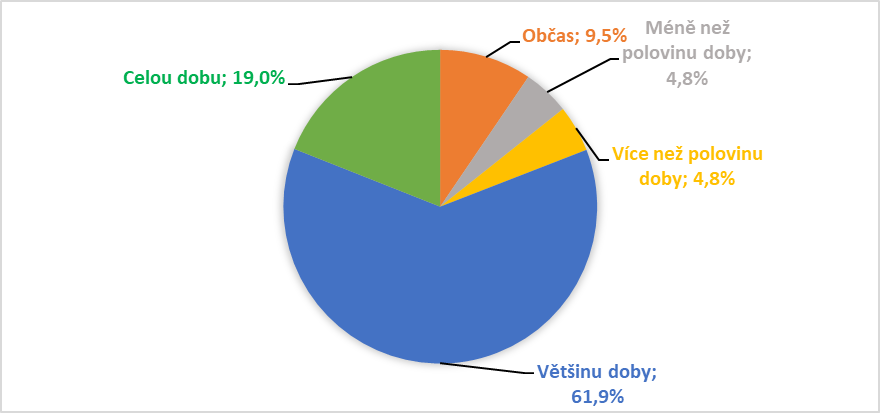 Občas; 9,5%
Méně než
polovinu doby;
4,8%
Celou dobu; 19,0%
Více než polovinu
doby; 4,8%
Většinu doby;
61,9%